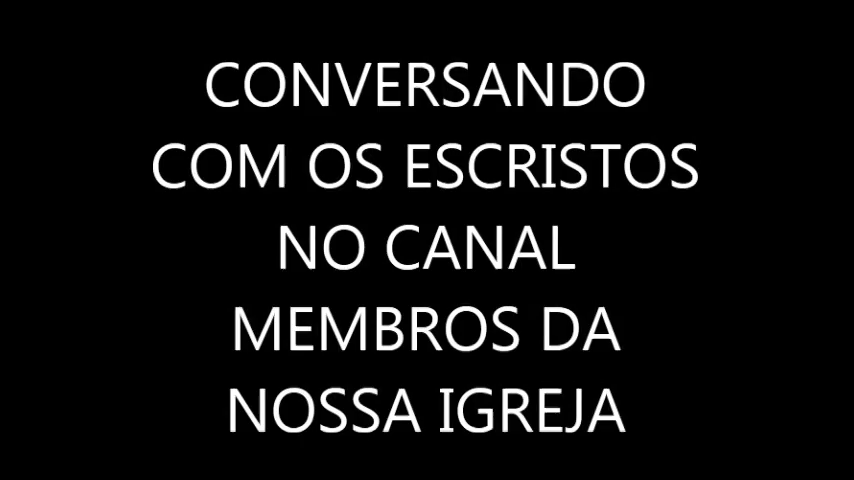 CONVERSANDO
COM OS ESCRISTOS
NO CANAL
MEMBROS DA
NOSSA IGREJA